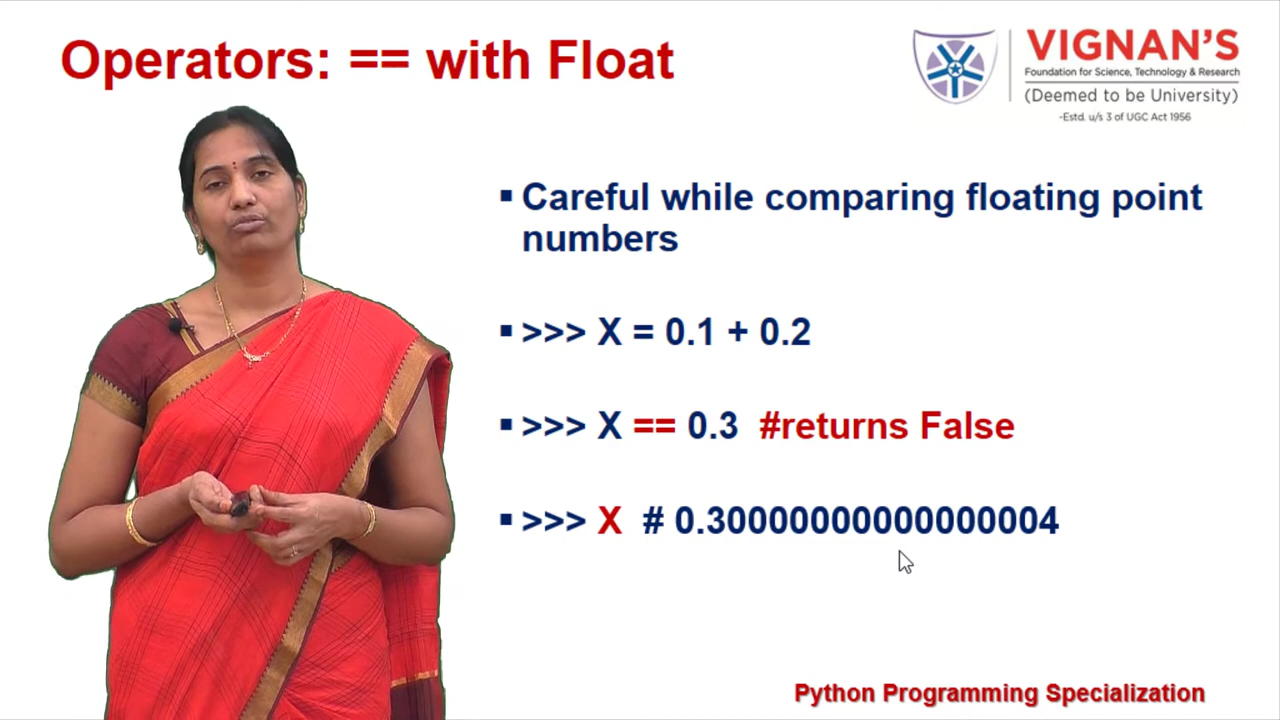 Operators: == with Float
VIGNAN'S
Foundation for Science, Technology & Research
(Deemed to be University)
-Estd. u/s 3 of UGC Act 1956
▪ Careful while comparing floating point
numbers
▪ >>> X = 0.1 + 0.2
▪ >>> X == 0.3 #returns False
▪ >>> X # 0.30000000000000004
Python Programming Specialization